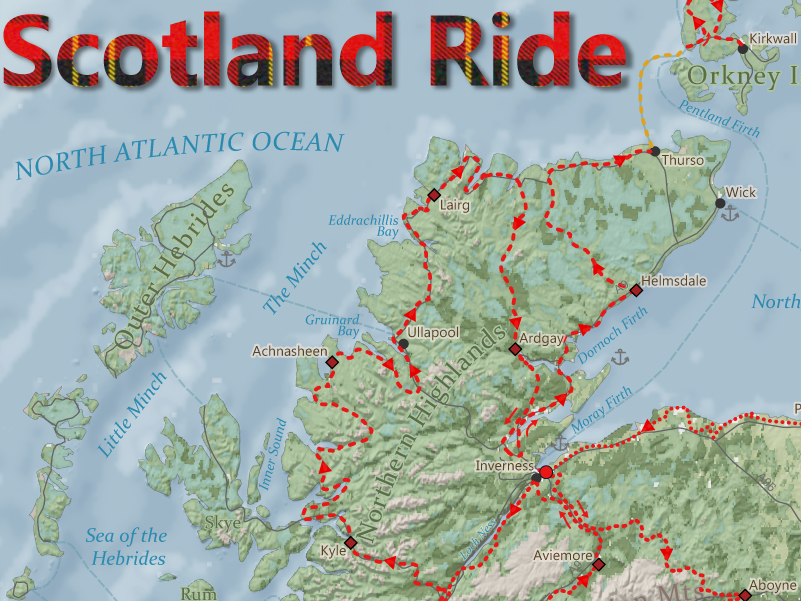 Scotland Ride
Kirkwall
Orkney I
Pentland Firth
NORTH ATLANTIC OCEAN
Thurso
Wick
Lairg
Eddrachillis
Bay
Outer Hebrides
The Minch
Helmsdale
North
Gruinard
Bay
Ullapool
Dornoch Firth
Achnasheen
Ardgay
Northern Highlands
Little Minch
Moray Firth
Inner Sound
Inverness
Skye
Sea of the
Hebrides
Kyle
Loch Ness
Aviemore
Aboyne
Rum